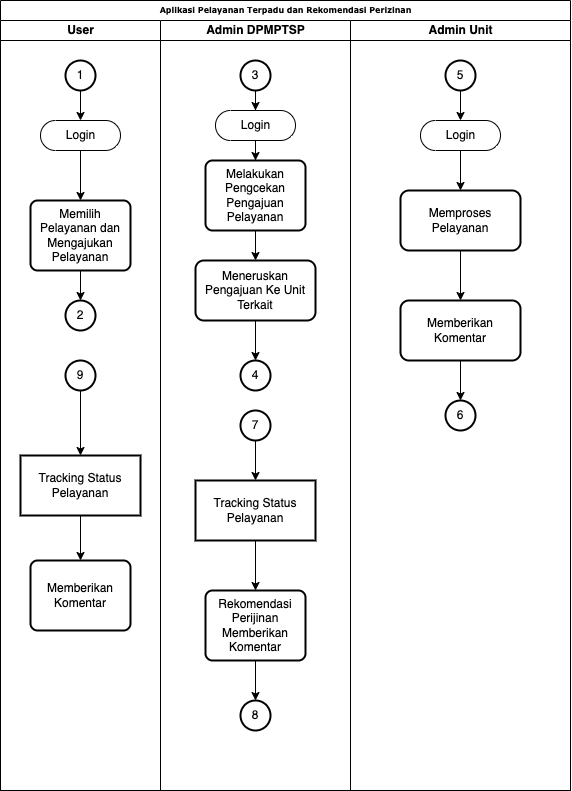 Aplikasi Pelayanan Terpadu dan Rekomendasi Perizinan
User
Admin DPMPTSP
Admin Unit
1
Login
Memilih
Pelayanan dan
Mengajukan
Pelayanan
2
9
Tracking Status
Pelayanan
Memberikan
Komentar
3
Login
Melakukan
Pengcekan
Pengajuan
Pelayanan
Meneruskan
Pengajuan Ke Unit
Terkait
4
7
Tracking Status
Pelayanan
Rekomendasi
Perijinan
Memberikan
Komentar
8
5
Login
Memproses
Pelayanan
Memberikan
Komentar
6